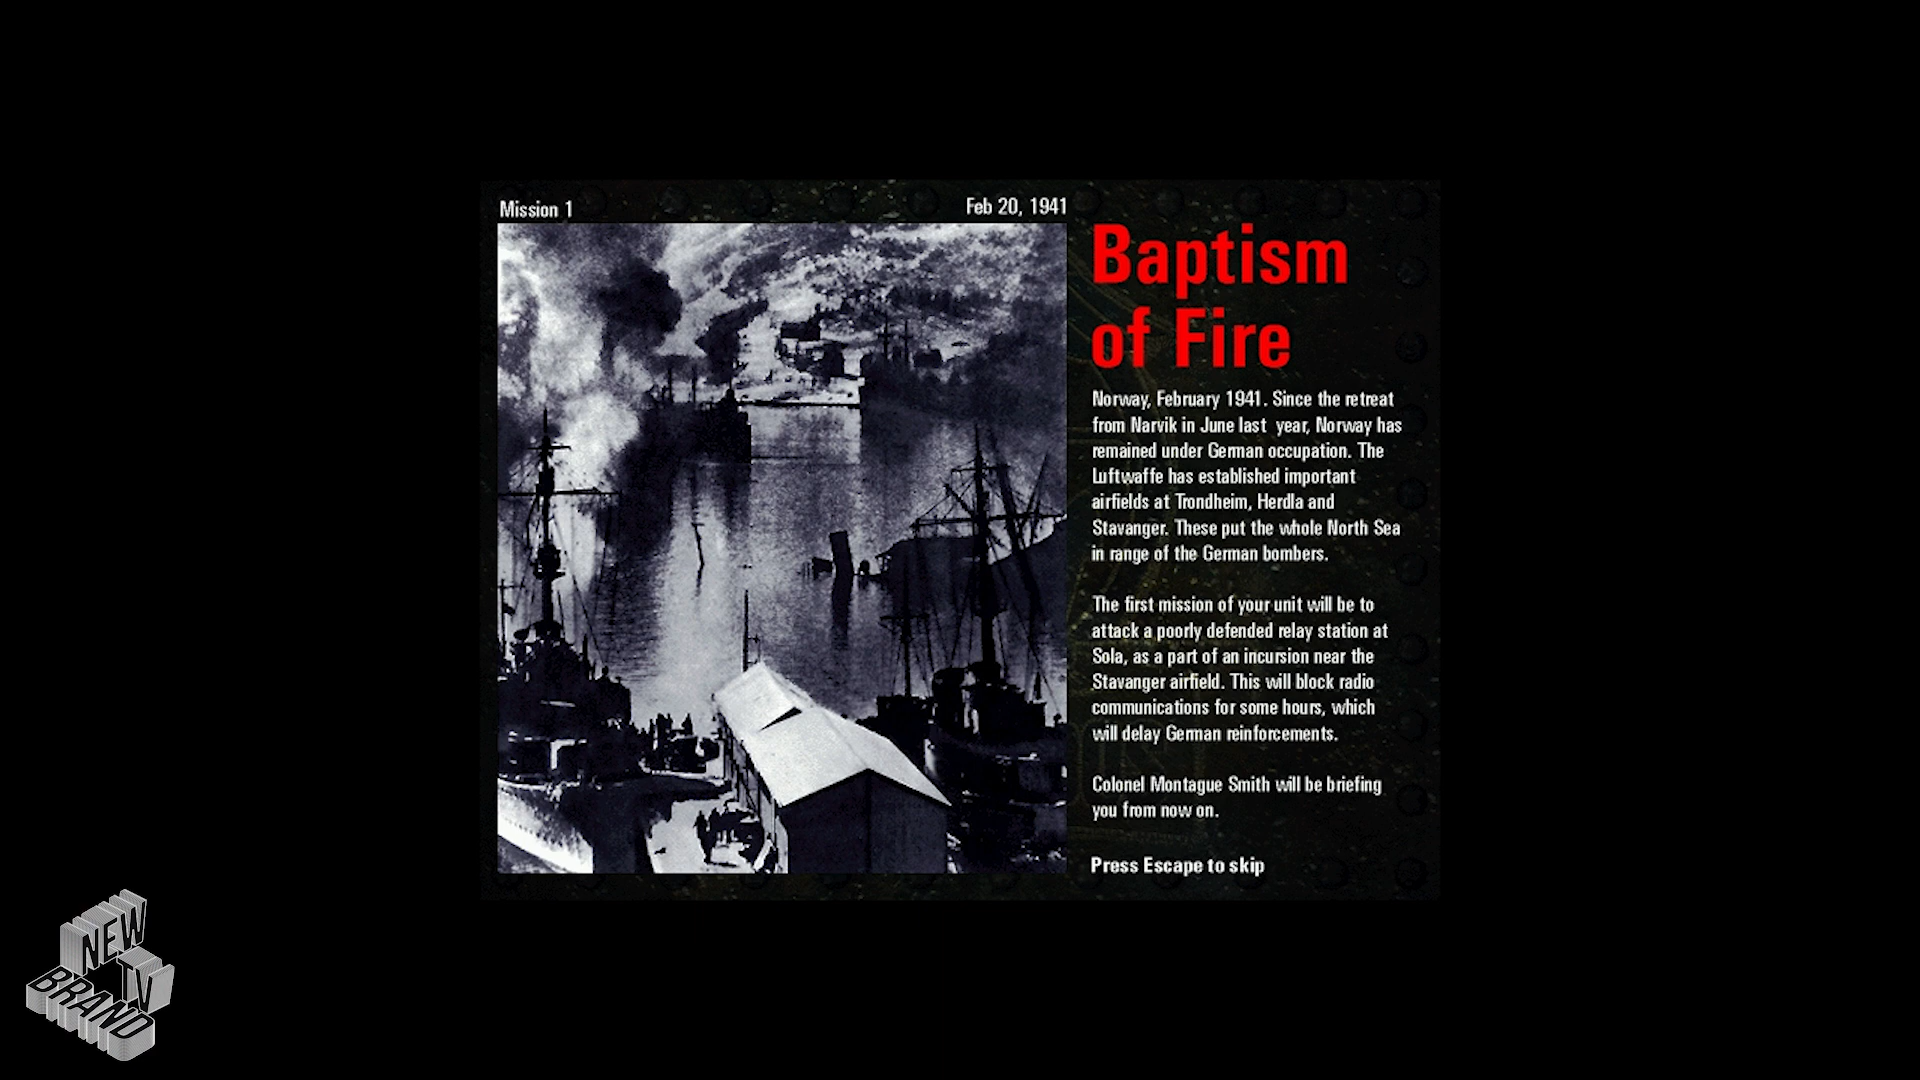 Mission 1
Feb 20, 1941
Baptism
of Fire
Norway, February 1941. Since the retreat
from Narvik in June last  year, Norway has
remained under German occupation. The
Luftwaffe has established important
airfields at Trondheim, Herdla and
Stavanger. These put the whole North Sea
in range of the German bombers.
The first mission of your unit will be to
attack a poorly defended relay station at
Sola, as a part of an incursion near the
Stavanger airfield. This will block radio
communications for some hours, which
will delay German reinforcements.
Colonel Montague Smith will be briefing
you from now on.
Press Escape to skip
NEW
TV
BRAND